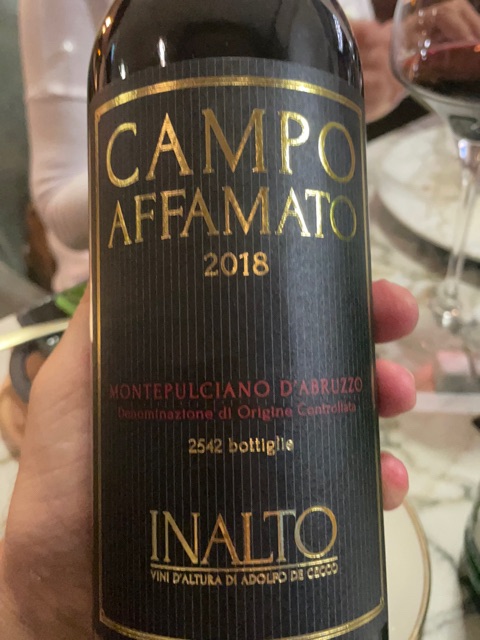 CAMPO
AFFAMATO
2018
MONTEPULCIANO D'ABRUZZO
Denominazione di Origine Controllata
2542 bottiglie
INALTO
VINI D'ALTURA DI ADOLFO DE CECCO